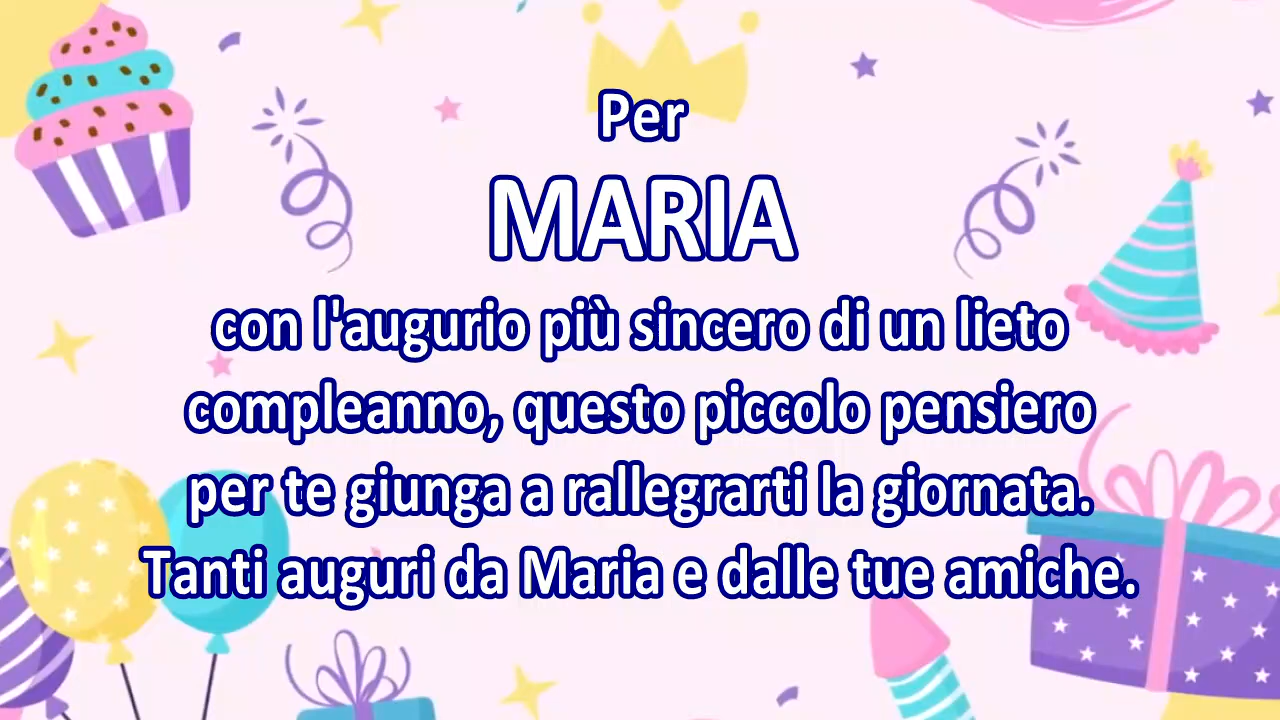 Per
MARIA
con l'augurio più sincero di un lieto
compleanno, questo piccolo pensiero
per te giunga a rallegrarti la giornata.
Tanti auguri da Maria e dalle tue amiche.